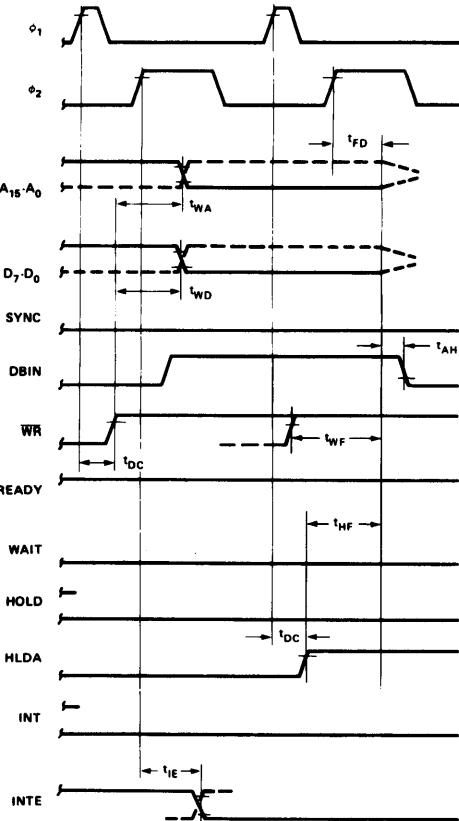 ϕ1
ϕ2
tFD
A15-A0
tWA
D7-D0
tWD
SYNC
tAH
DBIN
WR
tWF
tDC
READY
tHF
WAIT
HOLD
tDC
HLDA
INT
tIE
INTE